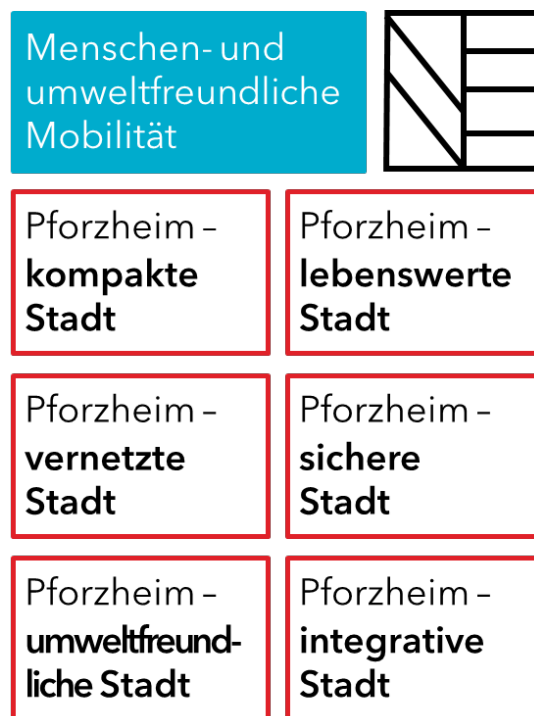 Menschen- und
umweltfreundliche
Mobilität
Pforzheim –
kompakte
Stadt
Pforzheim –
lebenswerte
Stadt
Pforzheim –
vernetzte
Stadt
Pforzheim –
sichere
Stadt
Pforzheim –
umweltfreund-
liche Stadt
Pforzheim –
integrative
Stadt